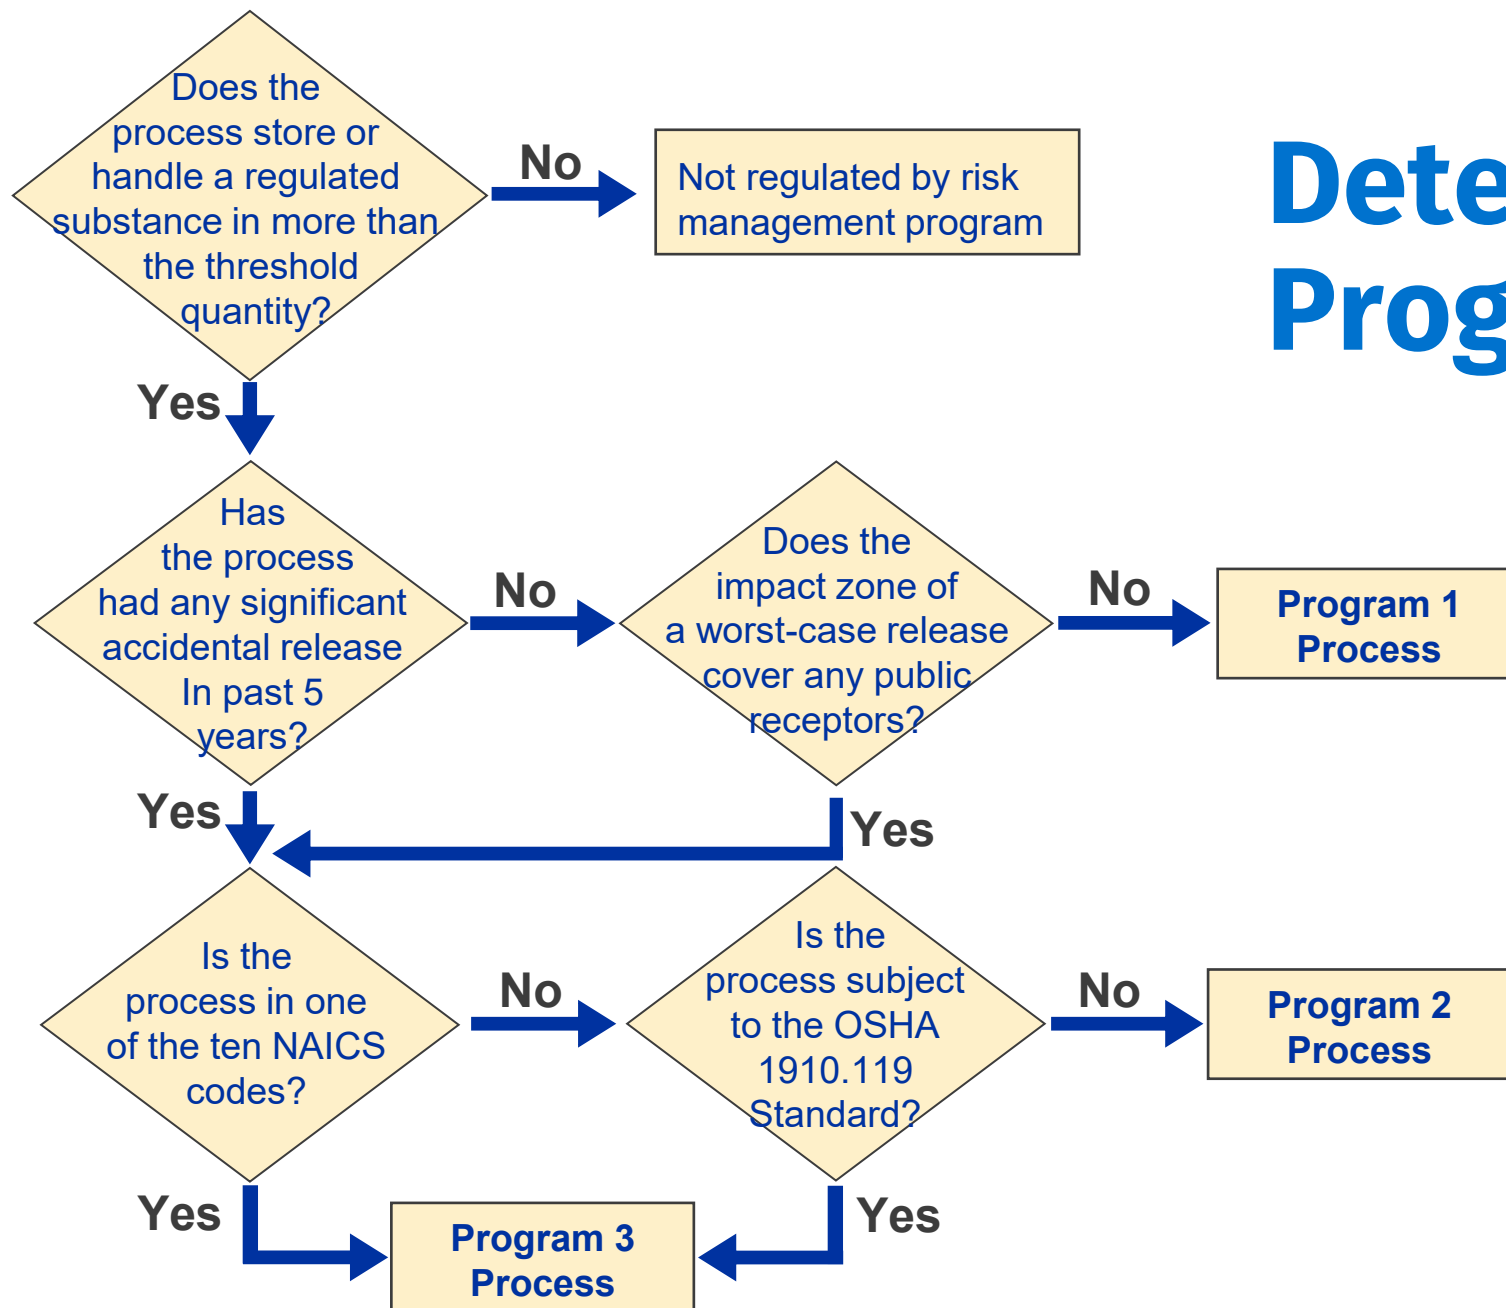 Does the
process store or
handle a regulated
substance in more than
the threshold
quantity?
No
Not regulated by risk
management program
Dete
Prog
Yes
Has
the process
had any significant
accidental release
In past 5
years?
No
Does the
impact zone of
a worst-case release
cover any public
receptors?
No
Program 1
Process
Yes
Yes
Is the
process in one
of the ten NAICS
codes?
No
Is the
process subject
to the OSHA
1910.119
Standard?
No
Program 2
Process
Yes
Program 3
Process
Yes